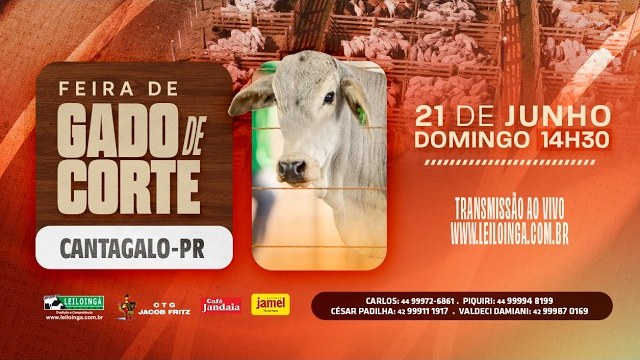 FEIRA DE
GADO DE
CORTE
CANTAGALO-PR
21 DE JUNHO
DOMINGO 14H30
TRANSMISSÃO AO VIVO
WWW.LEILOINGA.COM.BR
LEILOINGÁ
www.leiloinga.com.br
CTG
JACOB FRITZ
Café
Jandaia
jamel
CARLOS: 44 99972-6861 . PIQUIRI: 44 99994 8199
CÉSAR PADILHA: 42 99911 1917 . VALDECI DAMIANI: 42 99987 0169